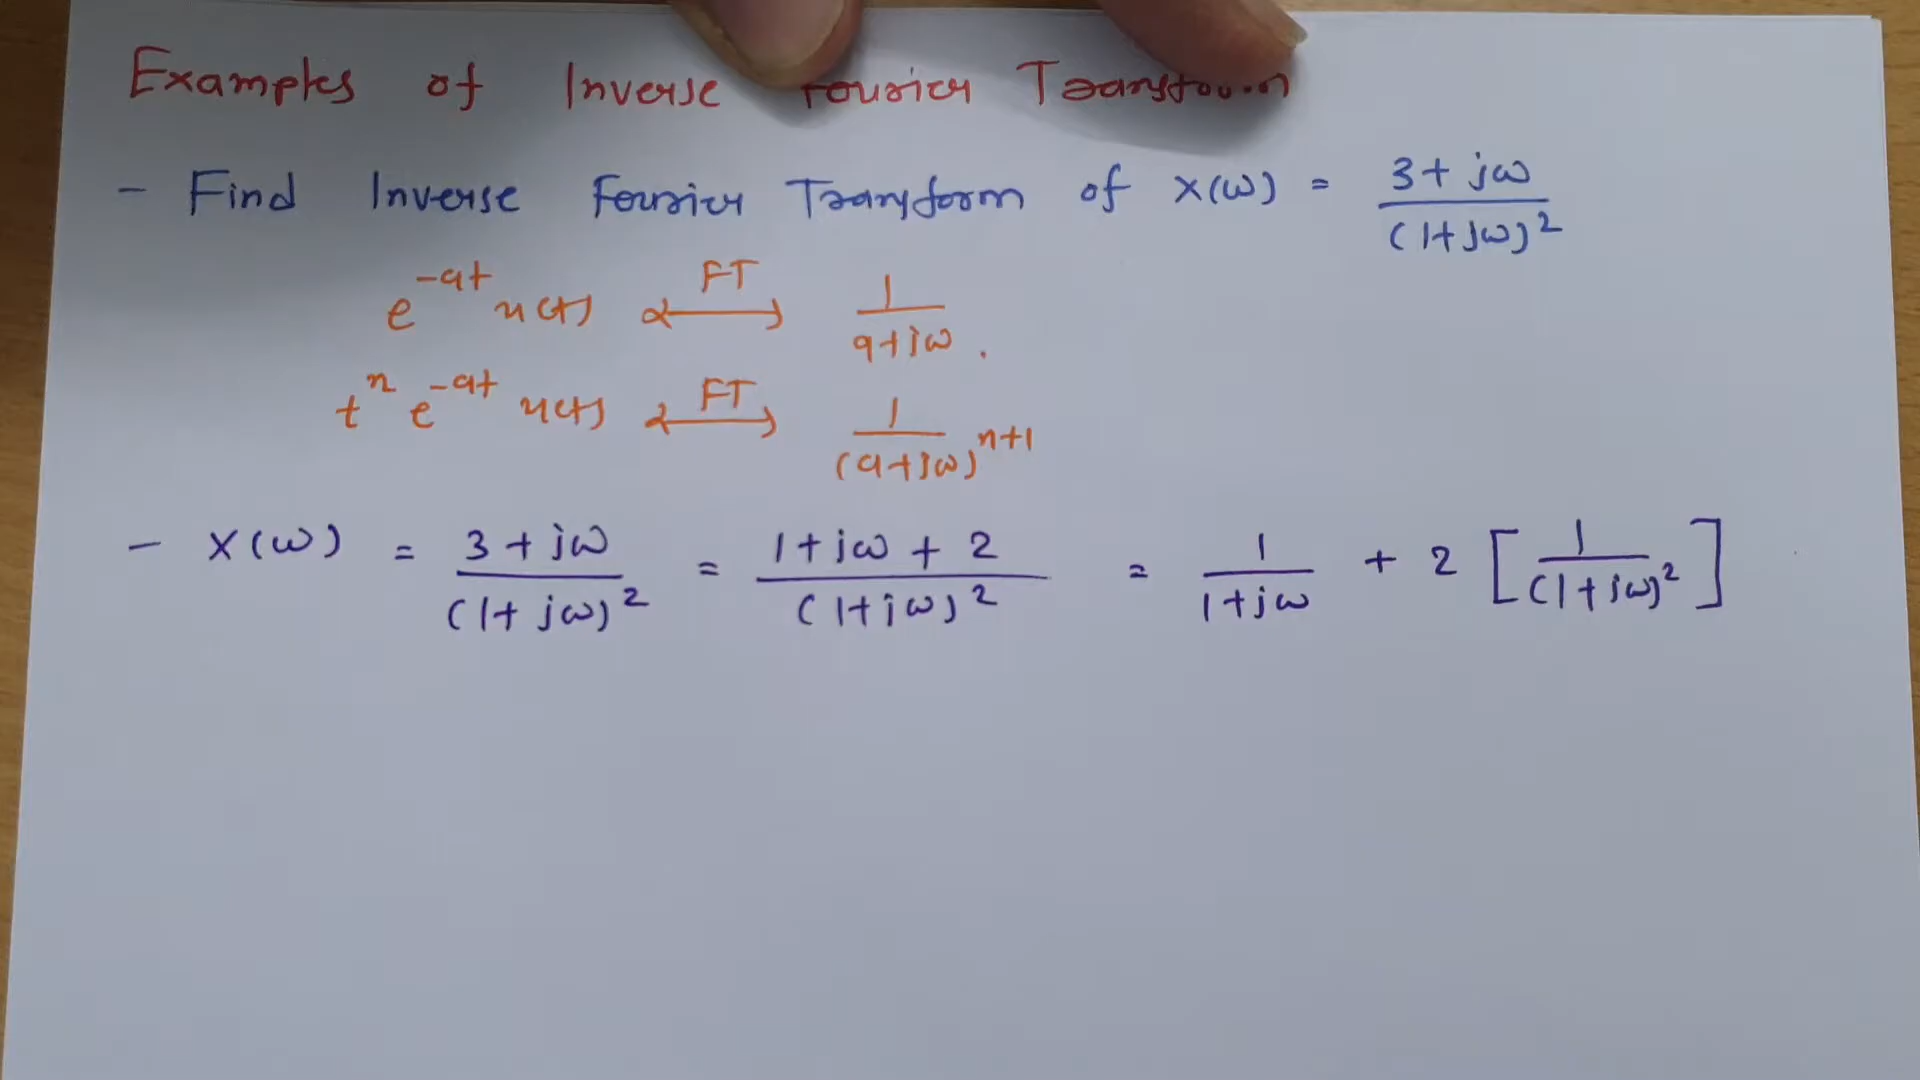 Examples of Inverse Fourier Transform
- Find Inverse Fourier Transform of X(ω) = (3 + jω) / (1+jω)²
e^(-at) u(t) ←FT→ 1/(a+jω) .
t^n e^(-at) u(t) ←FT→ 1/(a+jω)^(n+1)
- X(ω) = (3 + jω)/(1+jω)² = (1+jω + 2)/(1+jω)² = 1/(1+jω) + 2 [1/(1+jω)²]